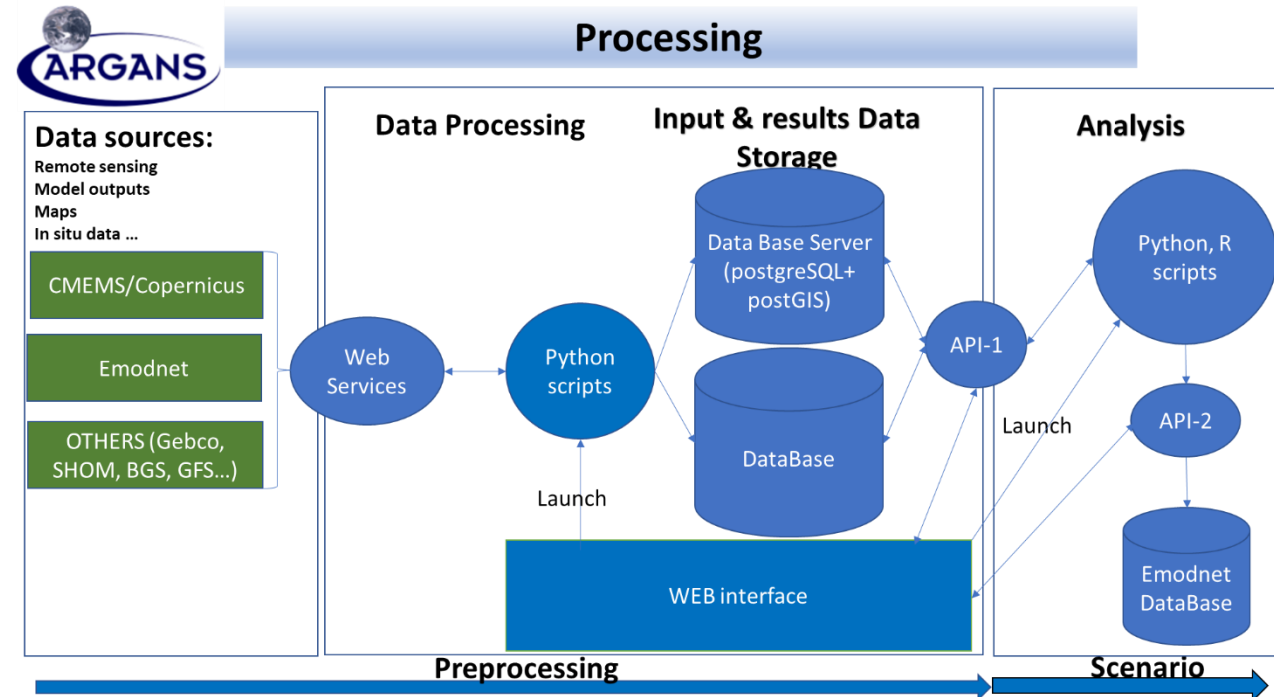 Processing
ARGANS
Data sources:
Remote sensing
Model outputs
Maps
In situ data ...
CMEMS/Copernicus
Emodnet
OTHERS (Gebco,
SHOM, BGS, GFS...)
Web
Services
Data Processing
Python
scripts
Launch
Input & results Data
Storage
Data Base Server
(postgreSQL+
postGIS)
DataBase
API-1
WEB interface
Analysis
Python, R
scripts
Launch
API-2
Emodnet
DataBase
Preprocessing
Scenario